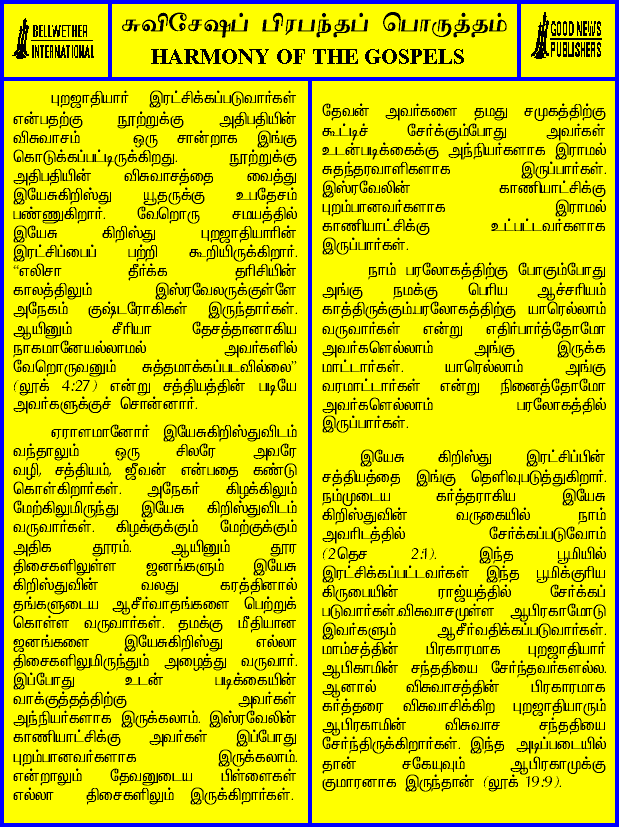 BELLWETHER
INTERNATIONAL
சுவிசேஷப் பிரபந்தப் பொருத்தம்
HARMONY OF THE GOSPELS
GOOD NEWS
PUBLISHERS
புறஜாதியார் இரட்சிக்கப்படுவார்கள்
என்பதற்கு நூற்றுக்கு அதிபதியின்
விசுவாசம் ஒரு சான்றாக இங்கு
கொடுக்கப்பட்டிருக்கிறது. நூற்றுக்கு
அதிபதியின் விசுவாசத்தை வைத்து
இயேசுகிறிஸ்து யூதருக்கு உபதேசம்
பண்ணுகிறார். வேறொரு சமயத்தில்
இயேசு கிறிஸ்து புறஜாதியாரின்
இரட்சிப்பைப் பற்றி கூறியிருக்கிறார்.
“எலிசா தீர்க்க தரிசியின்
காலத்திலும் இஸ்ரவேலருக்குள்ளே
அநேகம் குஷ்டரோகிகள் இருந்தார்கள்.
ஆயினும் சீரியா தேசத்தானாகிய
நாகமானேயல்லாமல் அவர்களில்
வேறொருவனும் சுத்தமாக்கப்படவில்லை”
(லூக் 4:27) என்று சத்தியத்தின் படியே
அவர்களுக்குச் சொன்னார்.
ஏராளமானோர் இயேசுகிறிஸ்துவிடம்
வந்தாலும் ஒரு சிலரே அவரே
வழி, சத்தியம், ஜீவன் என்பதை கண்டு
கொள்கிறார்கள். அநேகர் கிழக்கிலும்
மேற்கிலுமிருந்து இயேசு கிறிஸ்துவிடம்
வருவார்கள். கிழக்குக்கும் மேற்குக்கும்
அதிக தூரம். ஆயினும் தூர
திசைகளிலுள்ள ஜனங்களும் இயேசு
கிறிஸ்துவின் வலது கரத்தினால்
தங்களுடைய ஆசீர்வாதங்களை பெற்றுக்
கொள்ள வருவார்கள். தமக்கு மீதியான
ஜனங்களை இயேசுகிறிஸ்து எல்லா
திசைகளிலுமிருந்தும் அழைத்து வருவார்.
இப்போது உடன் படிக்கையின்
வாக்குத்தத்திற்கு அவர்கள்
அந்நியர்களாக இருக்கலாம். இஸ்ரவேலின்
காணியாட்சிக்கு அவர்கள் இப்போது
புறம்பானவர்களாக இருக்கலாம்.
என்றாலும் தேவனுடைய பிள்ளைகள்
எல்லா திசைகளிலும் இருக்கிறார்கள்.
தேவன் அவர்களை தமது சமுகத்திற்கு
கூட்டிச் சேர்க்கும்போது அவர்கள்
உடன்படிக்கைக்கு அந்நியர்களாக இராமல்
சுதந்தரவாளிகளாக இருப்பார்கள்.
இஸ்ரவேலின் காணியாட்சிக்கு
புறம்பானவர்களாக இராமல்
காணியாட்சிக்கு உட்பட்டவர்களாக
இருப்பார்கள்.
நாம் பரலோகத்திற்கு போகும்போது
அங்கு நமக்கு பெரிய ஆச்சரியம்
காத்திருக்கும்.பரலோகத்திற்கு யாரெல்லாம்
வருவார்கள் என்று எதிர்பார்த்தோமோ
அவர்களெல்லாம் அங்கு இருக்க
மாட்டார்கள். யாரெல்லாம் அங்கு
வரமாட்டார்கள் என்று நினைத்தோமோ
அவர்களெல்லாம் பரலோகத்தில்
இருப்பார்கள்.
இயேசு கிறிஸ்து இரட்சிப்பின்
சத்தியத்தை இங்கு தெளிவுபடுத்துகிறார்.
நம்முடைய கர்த்தராகிய இயேசு
கிறிஸ்துவின் வருகையில் நாம்
அவரிடத்தில் சேர்க்கப்படுவோம்
(2தெச 2:1). இந்த பூமியில்
இரட்சிக்கப்பட்டவர்கள் இந்த பூமிக்குரிய
கிருபையின் ராஜ்யத்தில் சேர்க்கப்
படுவார்கள்.விசுவாசமுள்ள ஆபிரகாமோடு
இவர்களும் ஆசீர்வதிக்கப்படுவார்கள்.
மாம்சத்தின் பிரகாரமாக புறஜாதியார்
ஆபிகாமின் சந்ததியை சேர்ந்தவர்களல்ல.
ஆனால் விசுவாசத்தின் பிரகாரமாக
கர்த்தரை விசுவாசிக்கிற புறஜாதியாரும்
ஆபிரகாமின் விசுவாச சந்ததியை
சேர்ந்திருக்கிறார்கள். இந்த அடிப்படையில்
தான் சகேயுவும் ஆபிரகாமுக்கு
குமாரனாக இருந்தான் (லூக் 19:9).